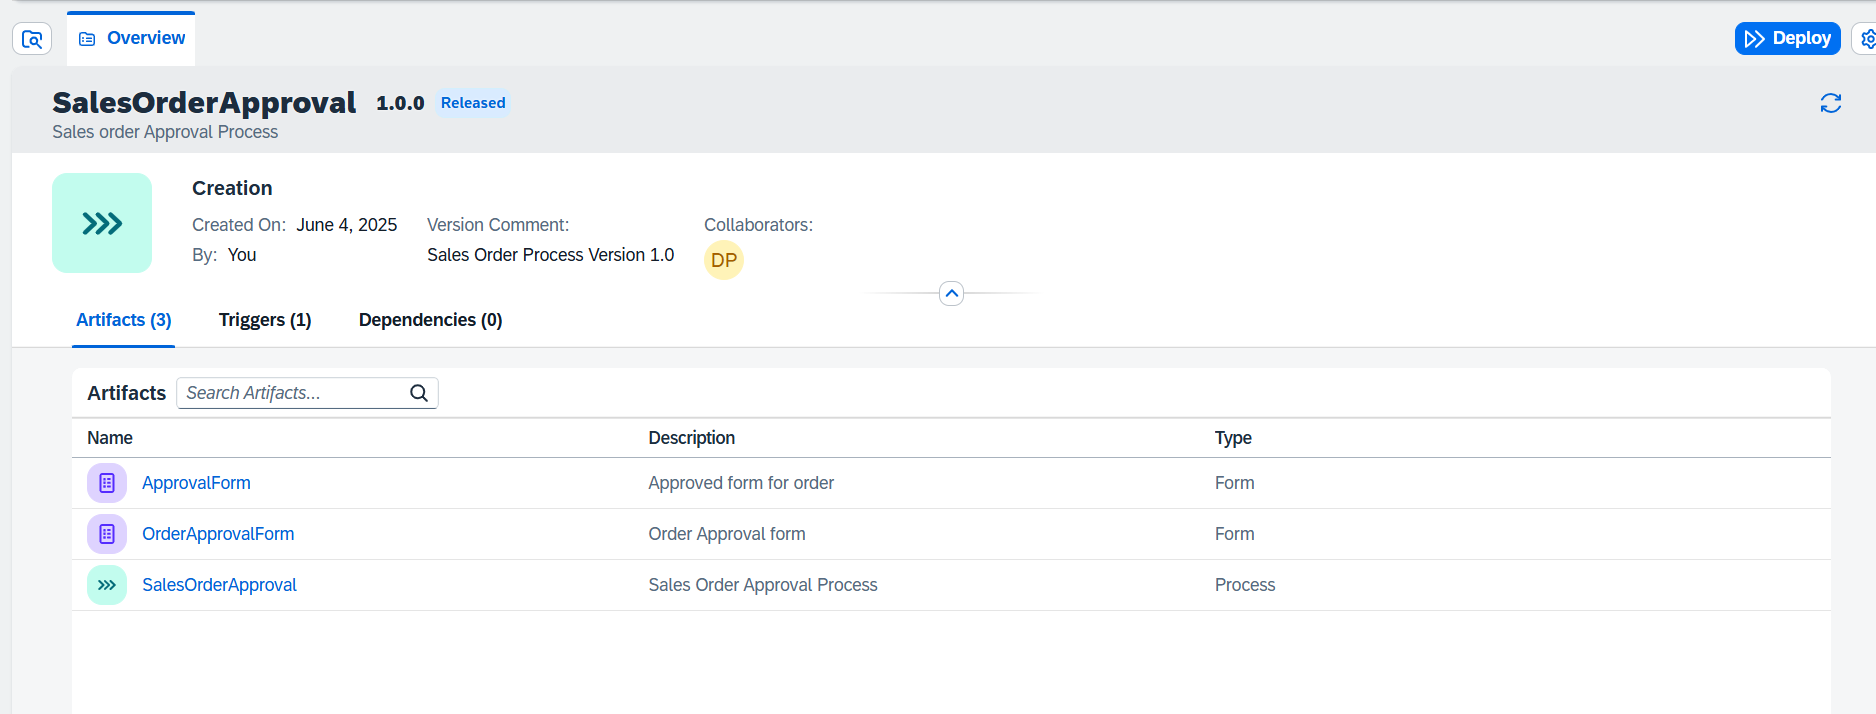 Overview
Deploy
SalesOrderApproval 1.0.0 Released
Sales order Approval Process
Creation
Created On: June 4, 2025 Version Comment: Collaborators:
By: You Sales Order Process Version 1.0 DP
Artifacts (3) Triggers (1) Dependencies (0)
Artifacts Search Artifacts...
Name Description Type
ApprovalForm Approved form for order Form
OrderApprovalForm Order Approval form Form
SalesOrderApproval Sales Order Approval Process Process